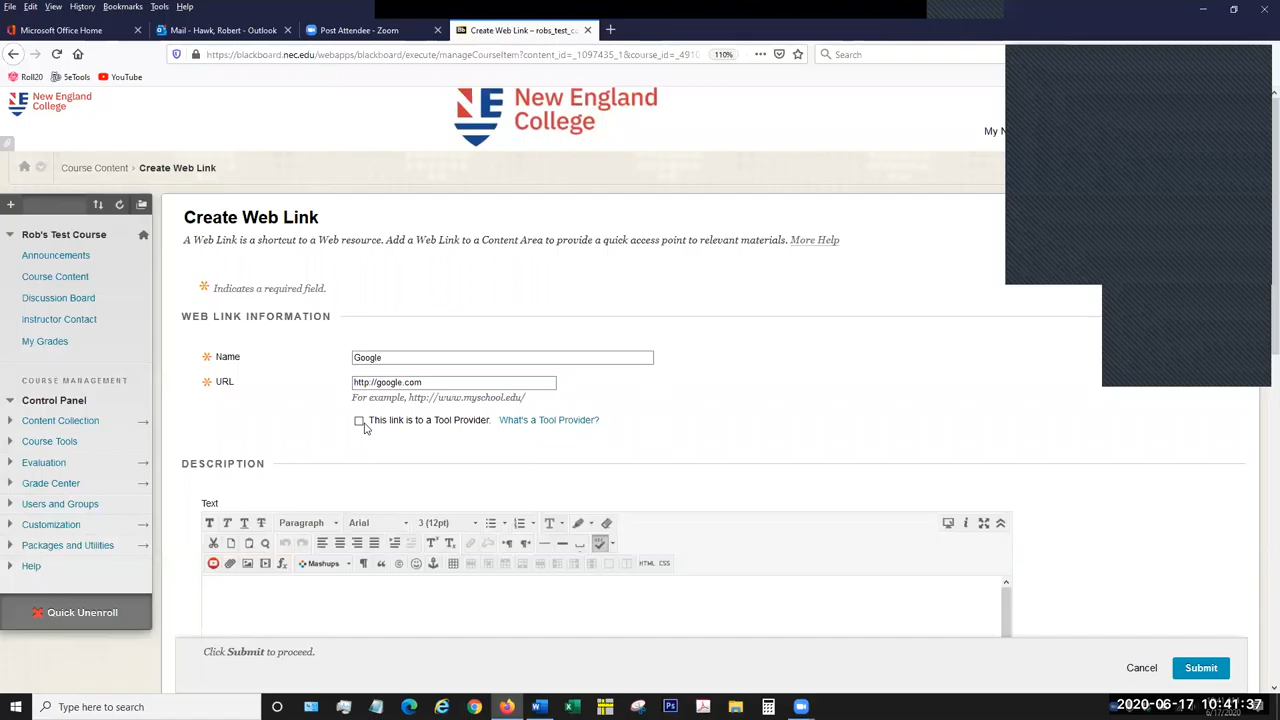 File Edit View History Bookmarks Tools Help
Microsoft Office Home
Mail - Hawk, Robert - Outlook
Post Attendee - Zoom
Create Web Link – robs_test_co
https://blackboard.nec.edu/webapps/blackboard/execute/manageCourseItem?content_id=_1097435_1&course_id=_4910
110%
Search
Roll20
SeTools
YouTube
New England
College
New England
College
My N
Course Content › Create Web Link
Create Web Link
A Web Link is a shortcut to a Web resource. Add a Web Link to a Content Area to provide a quick access point to relevant materials. More Help
Indicates a required field.
WEB LINK INFORMATION
Name
Google
URL
http://google.com
For example, http://www.myschool.edu/
This link is to a Tool Provider. What's a Tool Provider?
DESCRIPTION
Text
Paragraph
Arial
3 (12pt)
Mashups
HTML CSS
Click Submit to proceed.
Cancel
Submit
Rob's Test Course
Announcements
Course Content
Discussion Board
Instructor Contact
My Grades
COURSE MANAGEMENT
Control Panel
Content Collection
Course Tools
Evaluation
Grade Center
Users and Groups
Customization
Packages and Utilities
Help
Quick Unenroll
Type here to search
2020-06-17 10:41:37